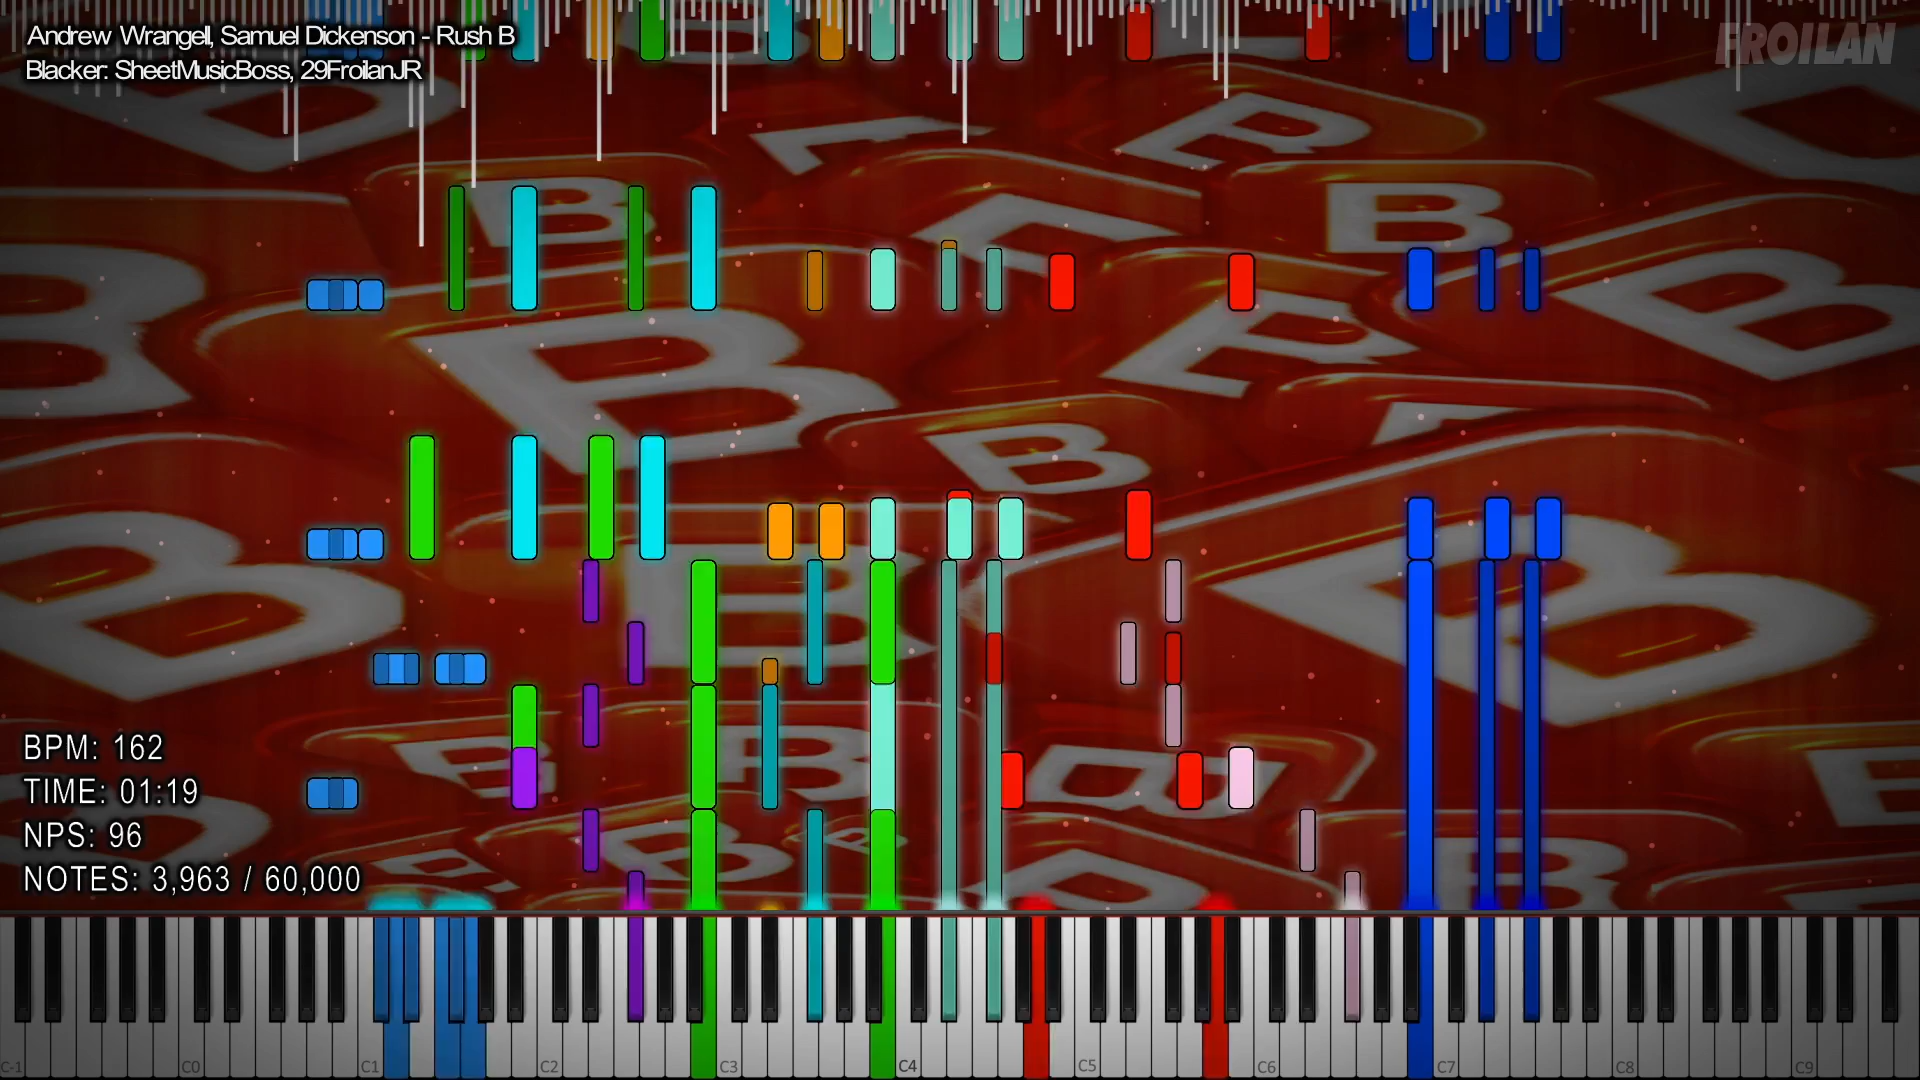 Andrew Wrangell, Samuel Dickenson - Rush B
Blacker: SheetMusicBoss, 29FroilanJR
FROILAN
B
B
B
B
B
B
B
B
B
B
B
B
BPM: 162
TIME: 01:19
NPS: 96
NOTES: 3,963 / 60,000
C-1 C0 C1 C2 C3 C4 C5 C6 C7 C8 C9